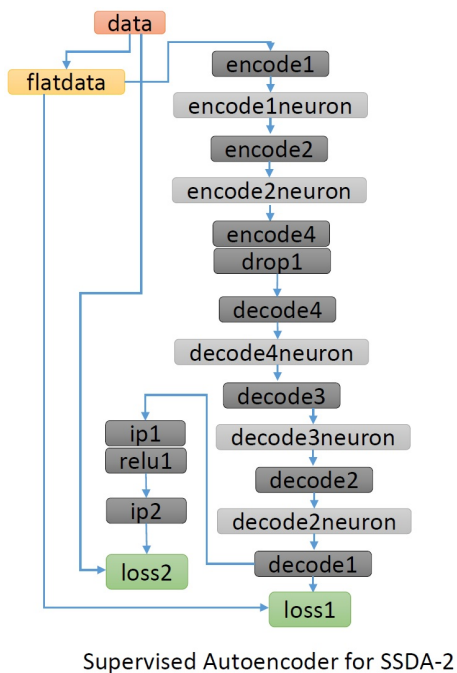 data
flatdata
encode1
encode1neuron
encode2
encode2neuron
encode4
drop1
decode4
decode4neuron
decode3
decode3neuron
decode2
decode2neuron
decode1
ip1
relu1
ip2
loss2
loss1
Supervised Autoencoder for SSDA-2